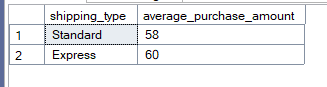 shipping_type average_purchase_amount
1 Standard 58
2 Express 60